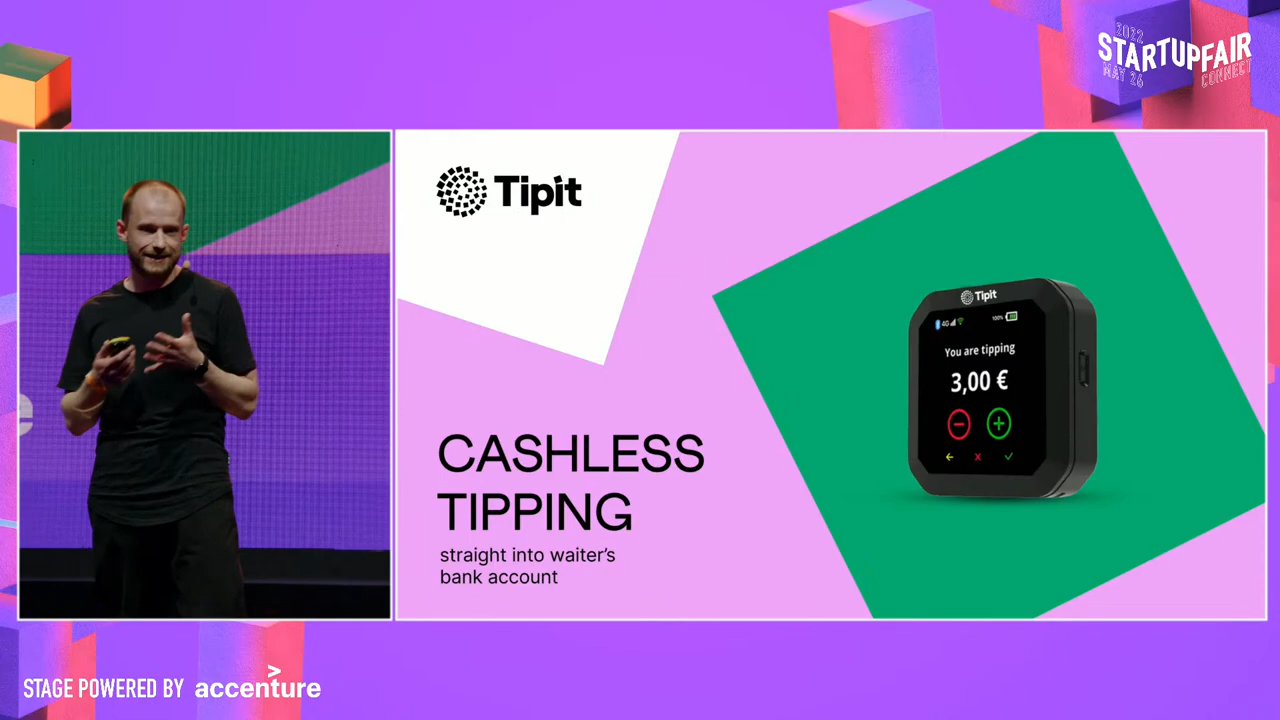 2022
STARTUPFAIR
MAY 26
CONNECT
Tipit
Tipit
4G
100%
You are tipping
3,00 €
CASHLESS
TIPPING
straight into waiter's
bank account
e
STAGE POWERED BY accenture